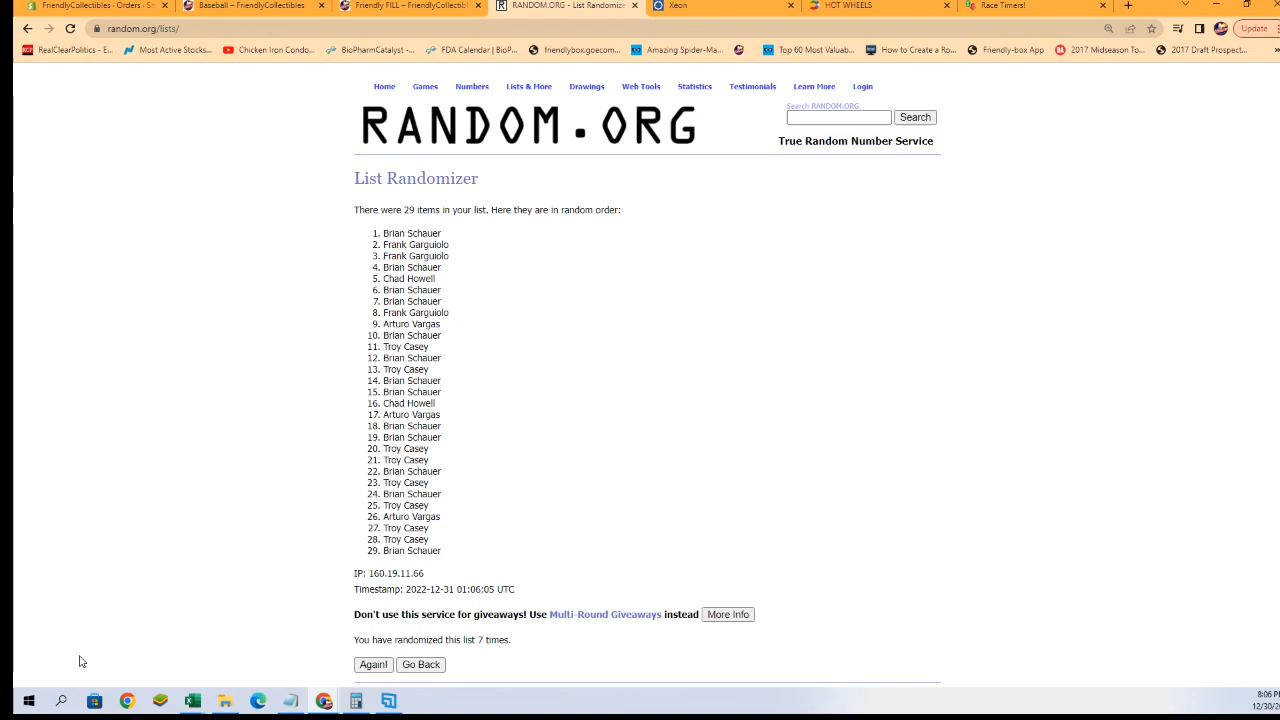 FriendlyCollectibles - Orders - Sh
Baseball – FriendlyCollectibles
Friendly FILL – FriendlyCollectibl
RANDOM.ORG - List Randomizer
Xeon
HOT WHEELS
Race Timers!
random.org/lists/
Update
RealClearPolitics - E...
Most Active Stocks...
Chicken Iron Condo...
BioPharmCatalyst -...
FDA Calendar | BioP...
friendlybox.goecom...
Amazing Spider-Ma...
Top 60 Most Valuab...
How to Create a Ro...
Friendly-box App
2017 Midseason To...
2017 Draft Prospect...
Home
Games
Numbers
Lists & More
Drawings
Web Tools
Statistics
Testimonials
Learn More
Login
RANDOM.ORG
Search RANDOM.ORG
Search
True Random Number Service
List Randomizer
There were 29 items in your list. Here they are in random order:
1. Brian Schauer
2. Frank Garguiolo
3. Frank Garguiolo
4. Brian Schauer
5. Chad Howell
6. Brian Schauer
7. Brian Schauer
8. Frank Garguiolo
9. Arturo Vargas
10. Brian Schauer
11. Troy Casey
12. Brian Schauer
13. Troy Casey
14. Brian Schauer
15. Brian Schauer
16. Chad Howell
17. Arturo Vargas
18. Brian Schauer
19. Brian Schauer
20. Troy Casey
21. Troy Casey
22. Brian Schauer
23. Troy Casey
24. Brian Schauer
25. Troy Casey
26. Arturo Vargas
27. Troy Casey
28. Troy Casey
29. Brian Schauer
IP: 160.19.11.66
Timestamp: 2022-12-31 01:06:05 UTC
Don't use this service for giveaways! Use Multi-Round Giveaways instead More Info
You have randomized this list 7 times.
Again! Go Back
8:06 PM
12/30/2